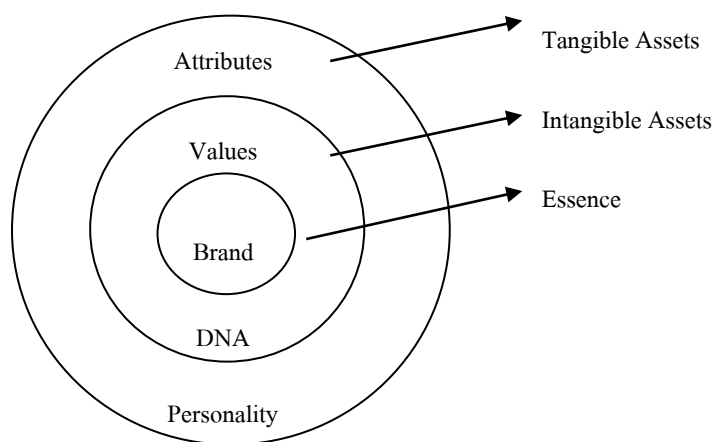 Tangible Assets
Attributes
Intangible Assets
Values
Essence
Brand
DNA
Personality